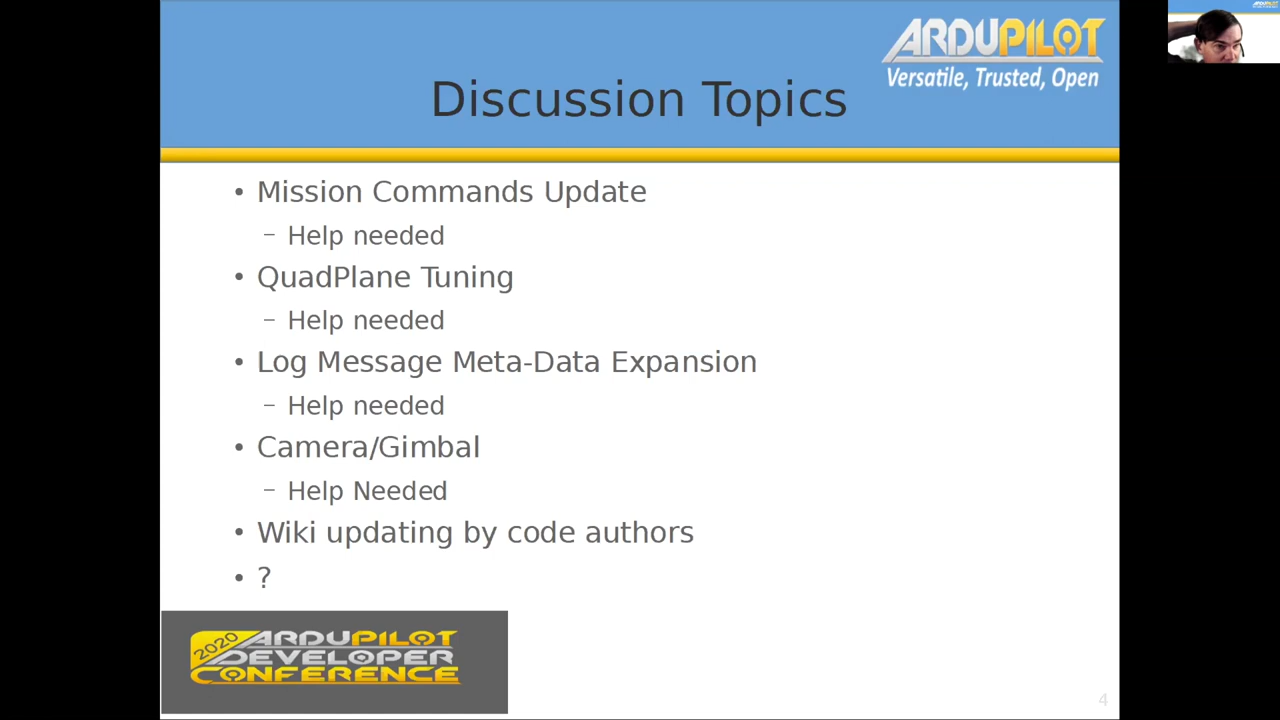 ARDUPILOT
Versatile, Trusted, Open
Discussion Topics
• Mission Commands Update
– Help needed
• QuadPlane Tuning
– Help needed
• Log Message Meta-Data Expansion
– Help needed
• Camera/Gimbal
– Help Needed
• Wiki updating by code authors
• ?
2020 ARDUPILOT
DEVELOPER
CONFERENCE
4